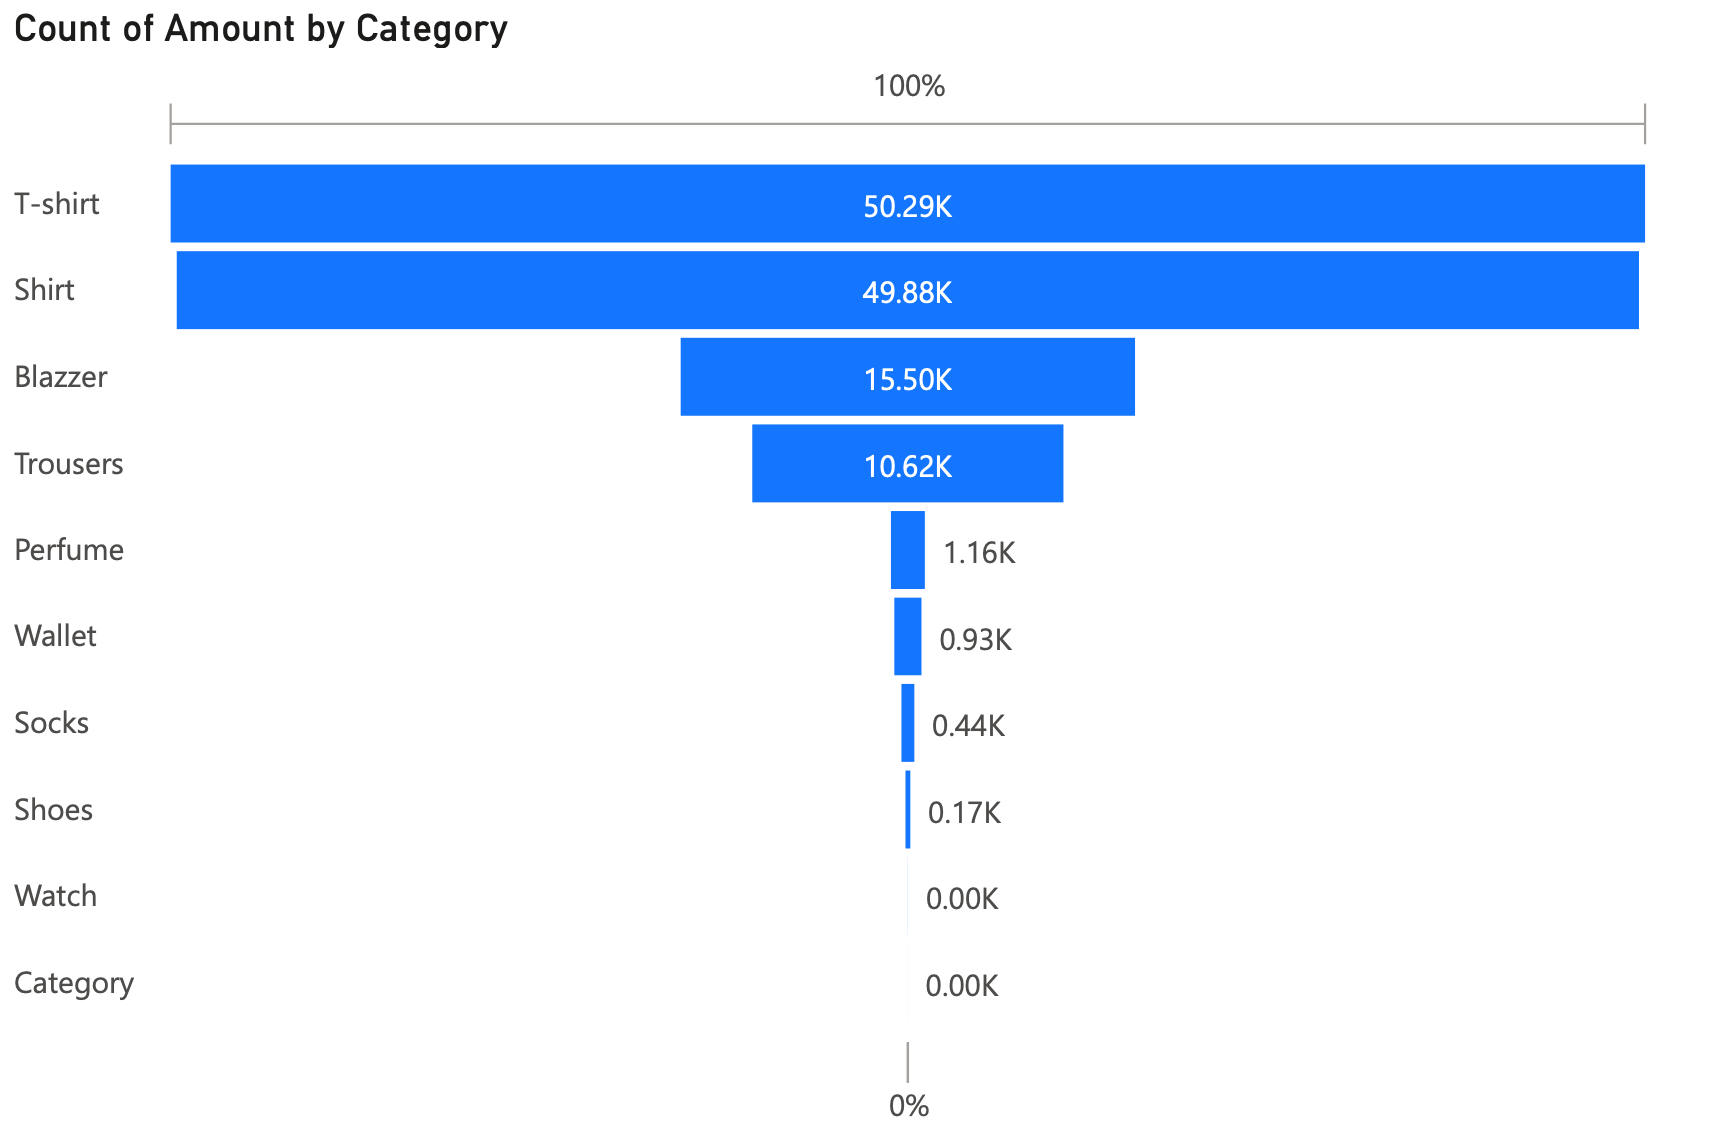 Count of Amount by Category
100%
T-shirt 50.29K
Shirt 49.88K
Blazzer 15.50K
Trousers 10.62K
Perfume 1.16K
Wallet 0.93K
Socks 0.44K
Shoes 0.17K
Watch 0.00K
Category 0.00K
0%